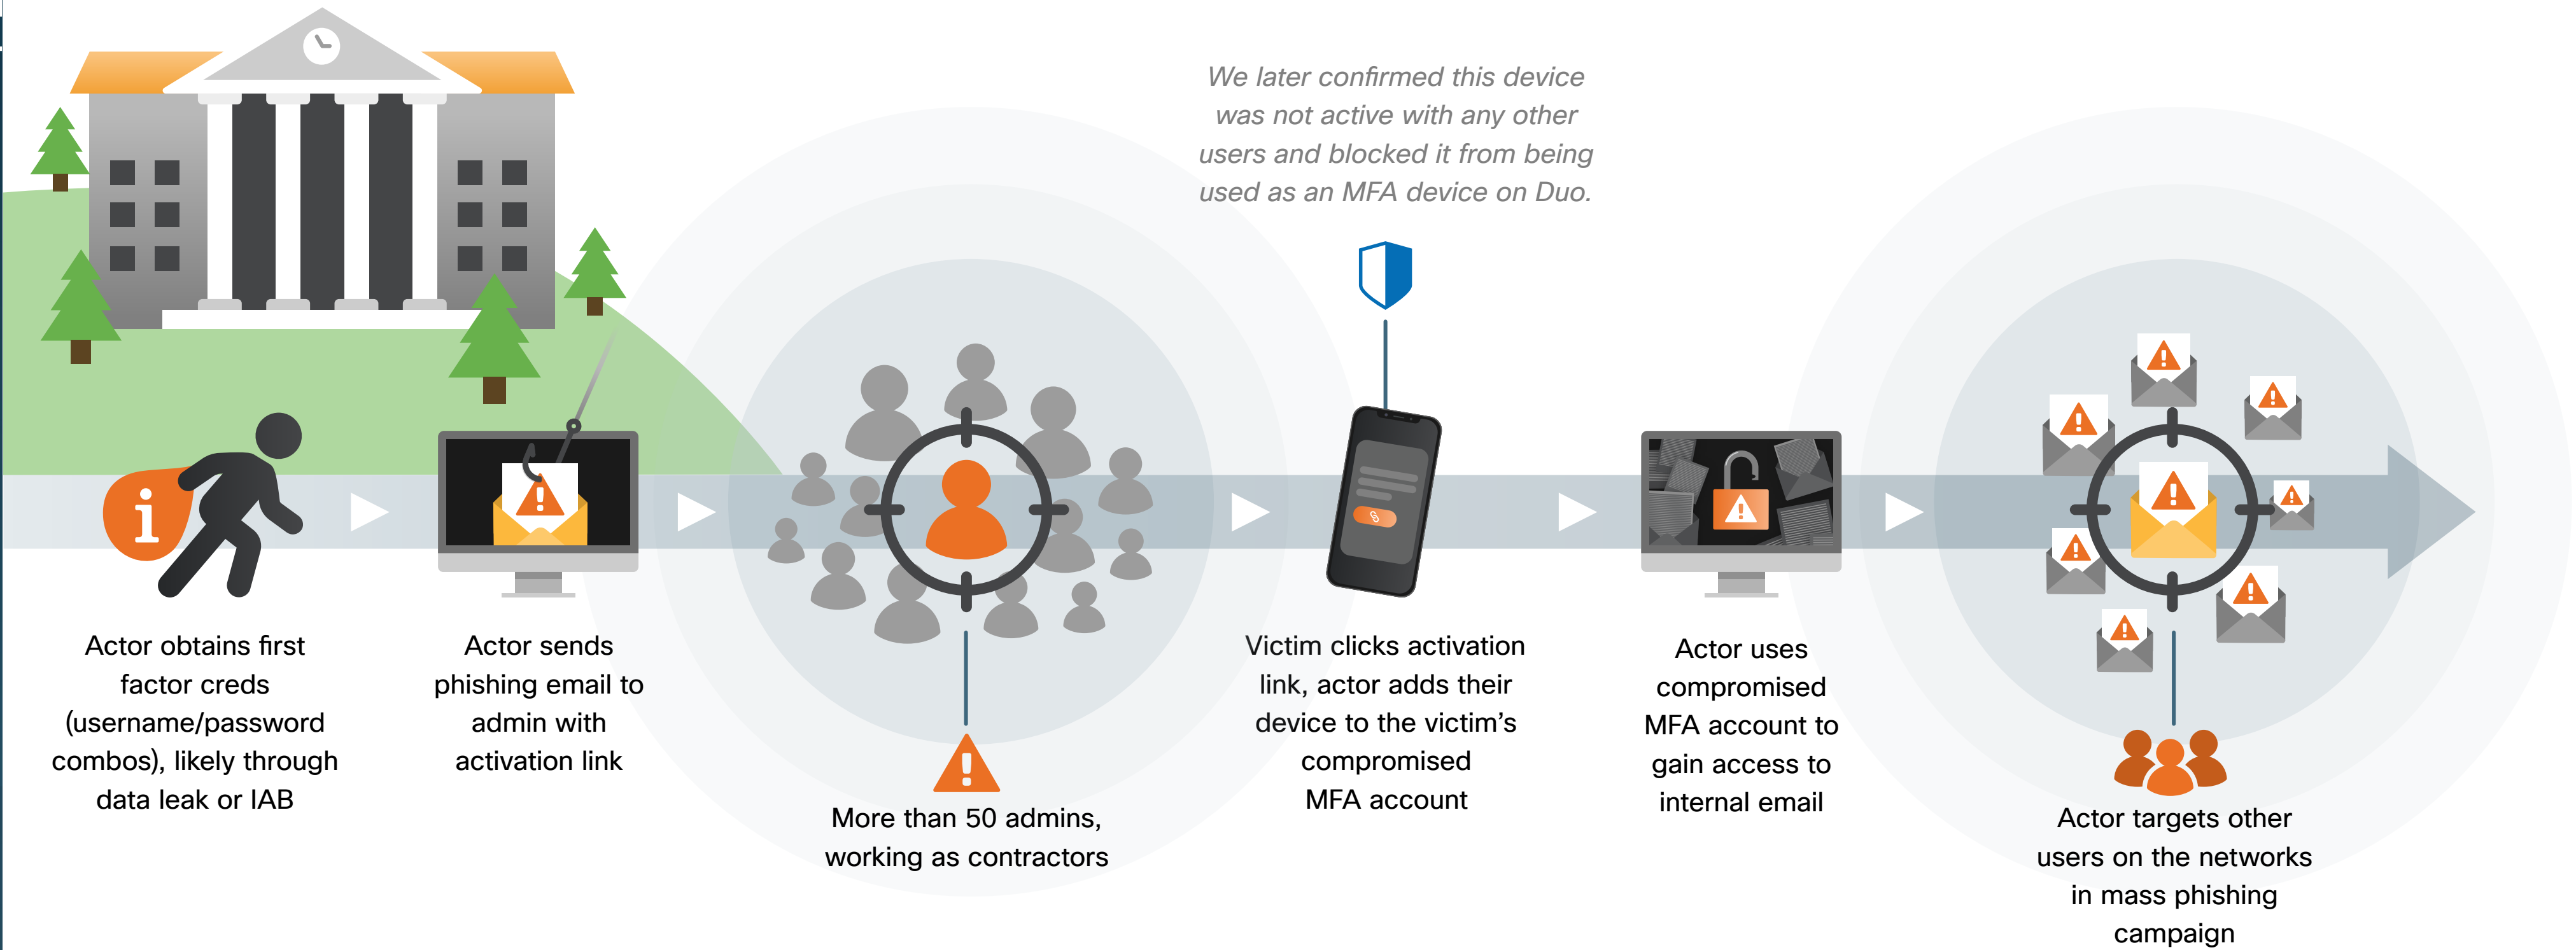 We later confirmed this device
was not active with any other
users and blocked it from being
used as an MFA device on Duo.
Actor obtains first
factor creds
(username/password
combos), likely through
data leak or IAB
Actor sends
phishing email to
admin with
activation link
More than 50 admins,
working as contractors
Victim clicks activation
link, actor adds their
device to the victim’s
compromised
MFA account
Actor uses
compromised
MFA account to
gain access to
internal email
Actor targets other
users on the networks
in mass phishing
campaign